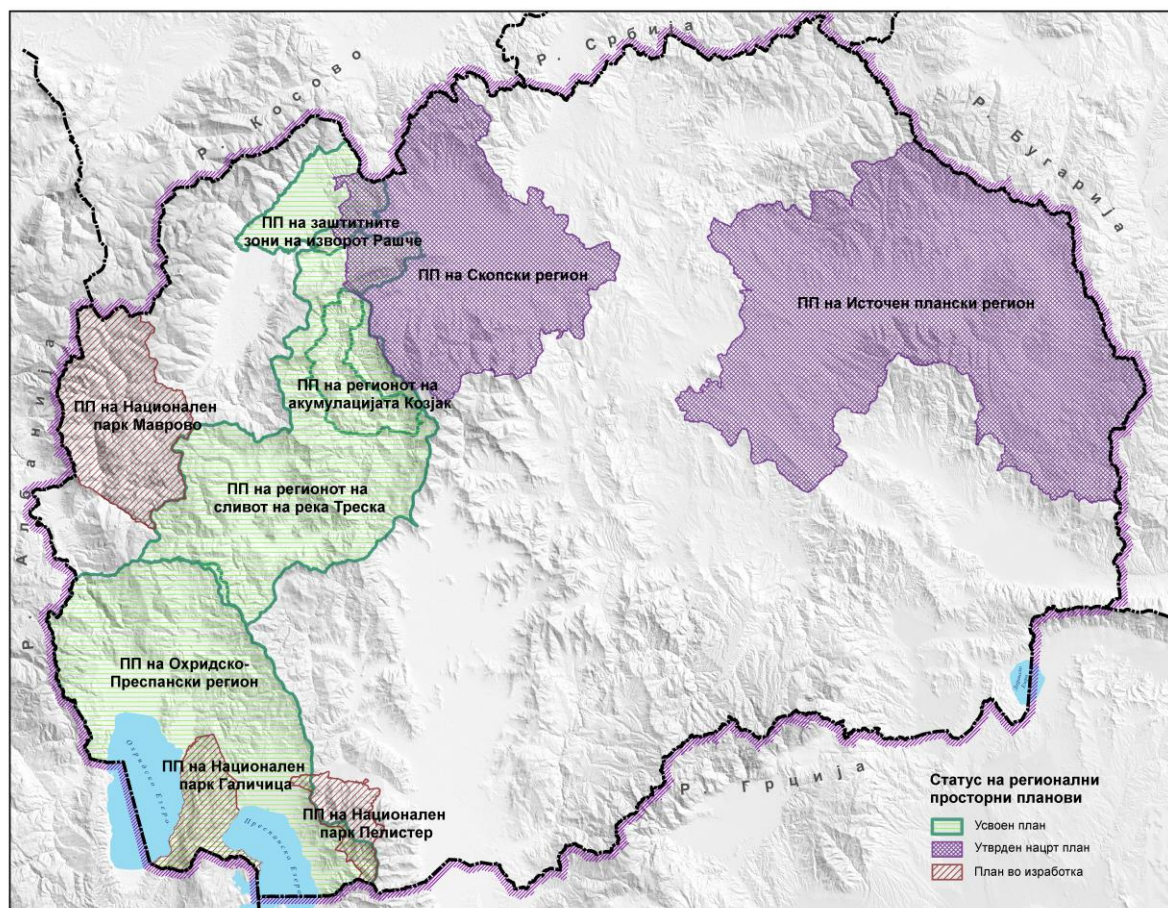 Р. Србија
Р. Косово
Р. Бугарија
ПП на заштитните
зони на изворот Рашче
ПП на Скопски регион
ПП на Источен плански регион
Р. Албанија
ПП на Национален
парк Маврово
ПП на регионот на
акумулацијата Козјак
ПП на регионот на
сливот на река Треска
ПП на Охридско-
Преспански регион
Охридско Езеро
ПП на Национален
парк Галичица
Преспанско Езеро
ПП на Национален
парк Пелистер
Р. Грција
Статус на регионални
просторни планови
Усвоен план
Утврден нацрт план
План во изработка